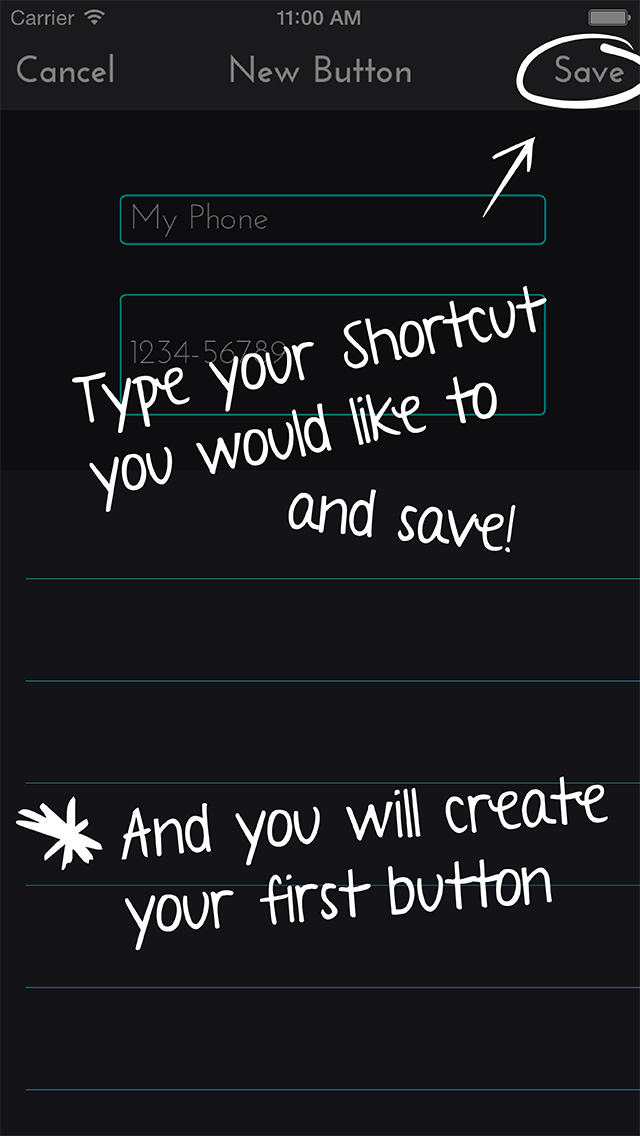 Carrier 11:00 AM
Cancel New Button Save
My Phone
1234-56789
Type your Shortcut
you would like to
and save!
And you will create
your first button